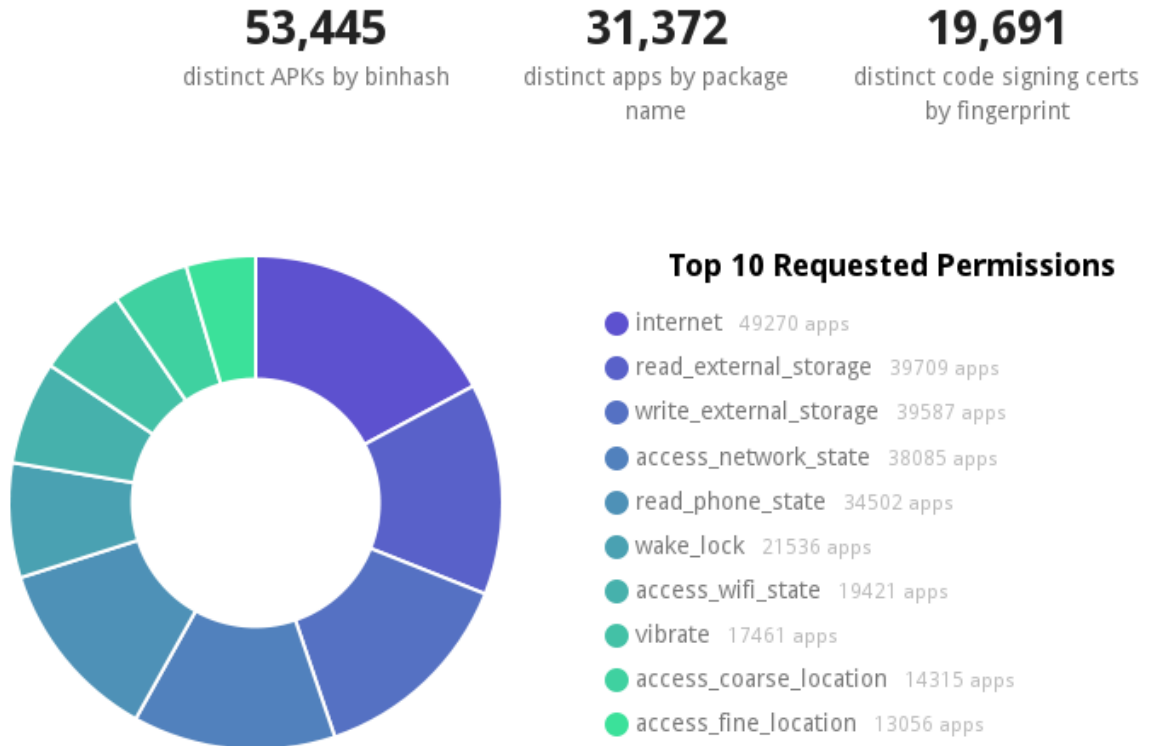 53,445
distinct APKs by binhash
31,372
distinct apps by package
name
19,691
distinct code signing certs
by fingerprint
Top 10 Requested Permissions
internet 49270 apps
read_external_storage 39709 apps
write_external_storage 39587 apps
access_network_state 38085 apps
read_phone_state 34502 apps
wake_lock 21536 apps
access_wifi_state 19421 apps
vibrate 17461 apps
access_coarse_location 14315 apps
access_fine_location 13056 apps